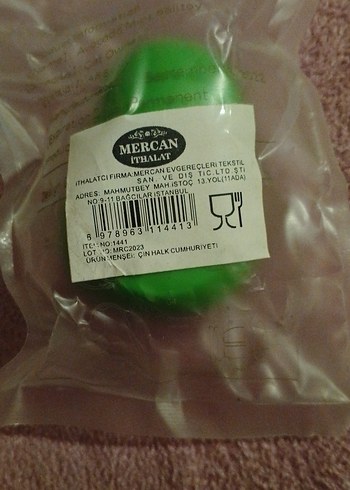 MERCAN
İTHALAT
İTHALATÇI FİRMA:MERCAN EVGEREÇLERİ TEKSTİL
SAN. VE DIŞ TİC.LTD.ŞTİ
ADRES: MAHMUTBEY MAH İSTOÇ 13.YOL(11ADA)
NO:9-11 BAĞCILAR İSTANBUL
8 978963 114413
ITEM NO:1441
LOT NO:MRC2023
ÜRÜN MENŞEİ: ÇİN HALK CUMHURİYETİ